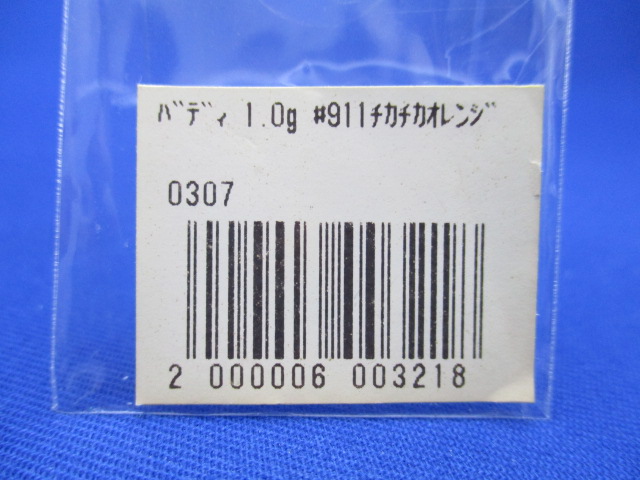 ﾊﾞﾃﾞｨ 1.0g #911ﾁｶﾁｶｵﾚﾝｼﾞ
0307
2 000006 003218